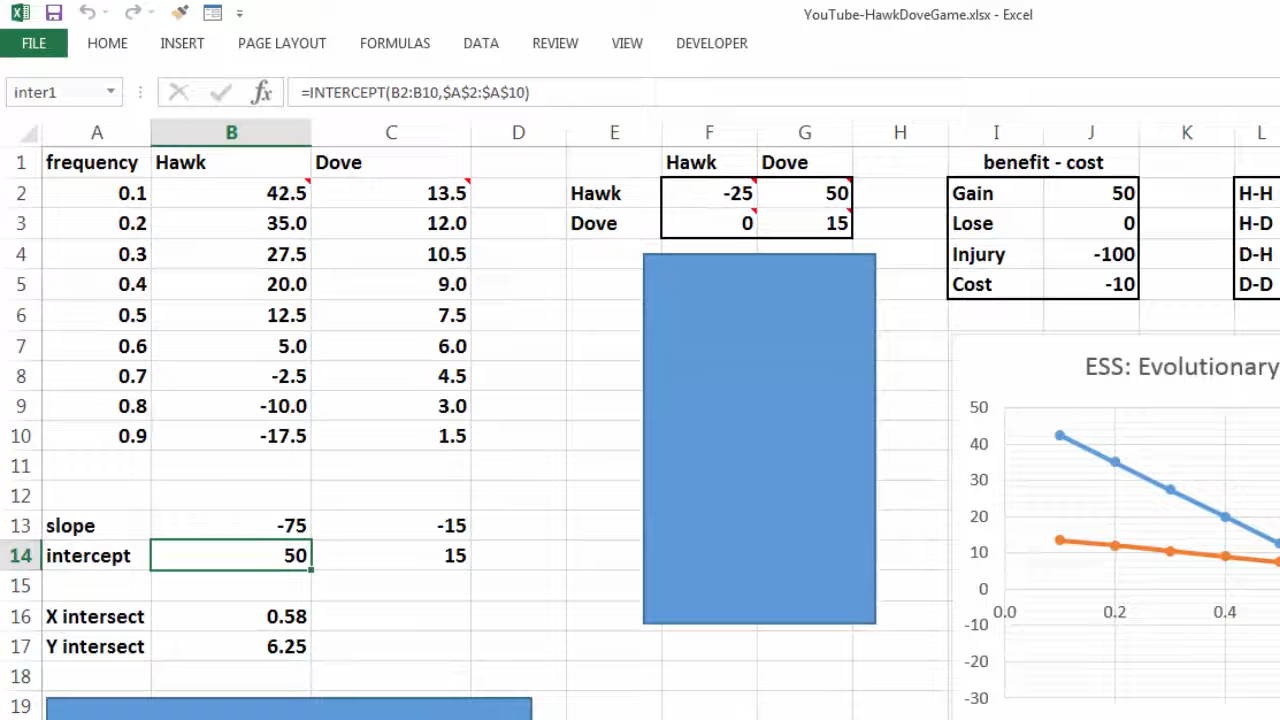 YouTube-HawkDoveGame.xlsx - Excel
FILE HOME INSERT PAGE LAYOUT FORMULAS DATA REVIEW VIEW DEVELOPER
inter1 fx =INTERCEPT(B2:B10,$A$2:$A$10)
A B C D E F G H I J K L
1 frequency Hawk Dove Hawk Dove benefit - cost
2 0.1 42.5 13.5 Hawk -25 50 Gain 50 H-H
3 0.2 35.0 12.0 Dove 0 15 Lose 0 H-D
4 0.3 27.5 10.5 Injury -100 D-H
5 0.4 20.0 9.0 Cost -10 D-D
6 0.5 12.5 7.5
7 0.6 5.0 6.0
8 0.7 -2.5 4.5
9 0.8 -10.0 3.0
10 0.9 -17.5 1.5
11
12
13 slope -75 -15
14 intercept 50 15
15
16 X intersect 0.58
17 Y intersect 6.25
18
19
ESS: Evolutionary
50
40
30
20
10
0
0.0 0.2 0.4
-10
-20
-30